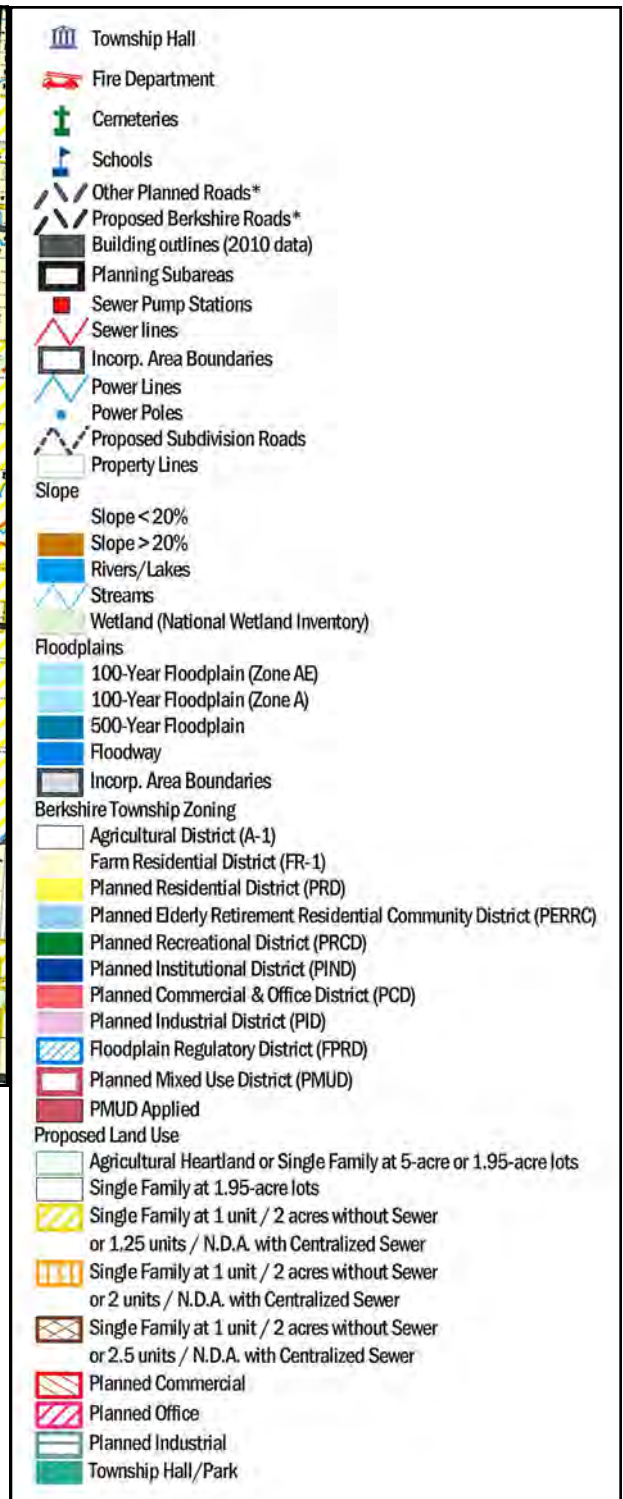 Township Hall
Fire Department
Cemeteries
Schools
Other Planned Roads*
Proposed Berkshire Roads*
Building outlines (2010 data)
Planning Subareas
Sewer Pump Stations
Sewer lines
Incorp. Area Boundaries
Power Lines
Power Poles
Proposed Subdivision Roads
Property Lines
Slope
Slope < 20%
Slope > 20%
Rivers/Lakes
Streams
Wetland (National Wetland Inventory)
Floodplains
100-Year Floodplain (Zone AE)
100-Year Floodplain (Zone A)
500-Year Floodplain
Floodway
Incorp. Area Boundaries
Berkshire Township Zoning
Agricultural District (A-1)
Farm Residential District (FR-1)
Planned Residential District (PRD)
Planned Elderly Retirement Residential Community District (PERRC)
Planned Recreational District (PRCD)
Planned Institutional District (PIND)
Planned Commercial & Office District (PCD)
Planned Industrial District (PID)
Floodplain Regulatory District (FPRD)
Planned Mixed Use District (PMUD)
PMUD Applied
Proposed Land Use
Agricultural Heartland or Single Family at 5-acre or 1.95-acre lots
Single Family at 1.95-acre lots
Single Family at 1 unit / 2 acres without Sewer
or 1.25 units / N.D.A. with Centralized Sewer
Single Family at 1 unit / 2 acres without Sewer
or 2 units / N.D.A. with Centralized Sewer
Single Family at 1 unit / 2 acres without Sewer
or 2.5 units / N.D.A. with Centralized Sewer
Planned Commercial
Planned Office
Planned Industrial
Township Hall/Park